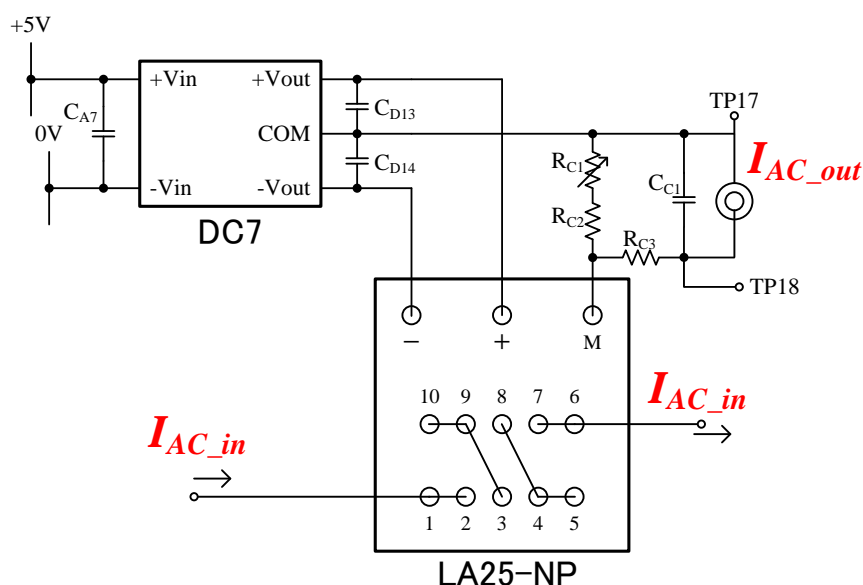 +5V
+Vin
+Vout
C_A7
C_D13
TP17
0V
COM
R_C1
I_AC_out
C_D14
C_C1
-Vin
-Vout
R_C2
DC7
R_C3
TP18
−
+
M
10 9 8 7 6
I_AC_in
I_AC_in
1 2 3 4 5
LA25-NP